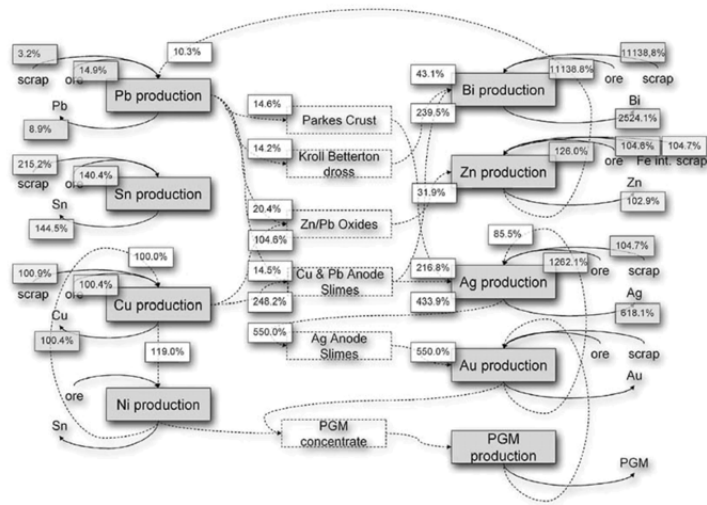 3.2%
10.3%
11138,8%
scrap
ore
14.9%
43.1%
11138.8%
ore
scrap
Pb production
Bi production
Pb
14.6%
239.5%
Bi
8.9%
Parkes Crust
2524.1%
215,2%
14.2%
Kroll Betterton
dross
126.0%
104.6%
104.7%
scrap
ore
140.4%
ore
Fe int. scrap
Sn production
Zn production
Sn
31.9%
Zn
144.5%
20.4%
Zn/Pb Oxides
102.9%
104.6%
85.5%
100.0%
104.7%
100.9%
14.5%
Cu & Pb Anode
Slimes
216.8%
1262.1%
scrap
ore
100.4%
ore
scrap
Cu production
248.2%
433.9%
Ag production
Cu
Ag
100.4%
618.1%
119.0%
550.0%
Ag Anode
Slimes
550.0%
ore
scrap
Au production
ore
Au
Ni production
Sn
PGM
concentrate
PGM
production
PGM